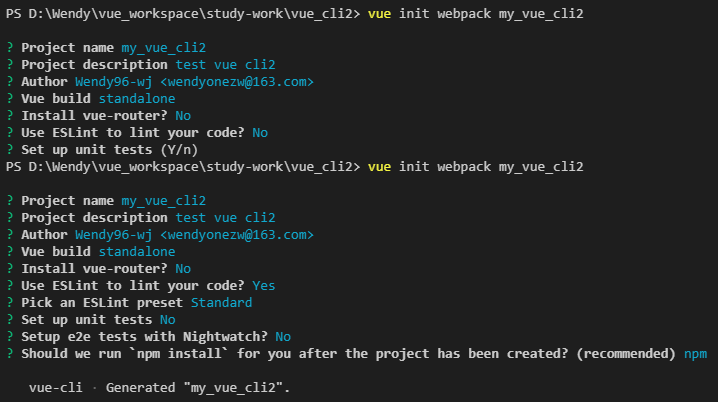 PS D:\Wendy\vue_workspace\study-work\vue_cli2> vue init webpack my_vue_cli2
? Project name my_vue_cli2
? Project description test vue cli2
? Author Wendy96-wj <wendyonezw@163.com>
? Vue build standalone
? Install vue-router? No
? Use ESLint to lint your code? No
? Set up unit tests (Y/n)
PS D:\Wendy\vue_workspace\study-work\vue_cli2> vue init webpack my_vue_cli2
? Project name my_vue_cli2
? Project description test vue cli2
? Author Wendy96-wj <wendyonezw@163.com>
? Vue build standalone
? Install vue-router? No
? Use ESLint to lint your code? Yes
? Pick an ESLint preset Standard
? Set up unit tests No
? Setup e2e tests with Nightwatch? No
? Should we run `npm install` for you after the project has been created? (recommended) npm
vue-cli · Generated "my_vue_cli2".